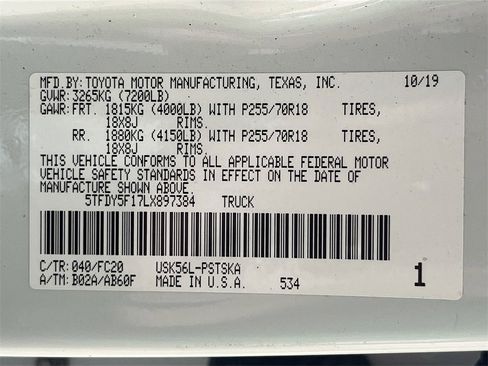 MFD.BY:TOYOTA MOTOR MANUFACTURING, TEXAS, INC. 10/19
GVWR:3265KG (7200LB)
GAWR:FRT. 1815KG (4000LB) WITH P255/70R18 TIRES,
18X8J RIMS.
RR. 1880KG (4150LB) WITH P255/70R18 TIRES,
18X8J RIMS.
THIS VEHICLE CONFORMS TO ALL APPLICABLE FEDERAL MOTOR
VEHICLE SAFETY STANDARDS IN EFFECT ON THE DATE OF
MANUFACTURE SHOWN ABOVE.
5TFDY5F17LX897384 TRUCK
C/TR:040/FC20 USK56L-PSTSKA
A/TM:B02A/AB60F MADE IN U.S.A. 534 1